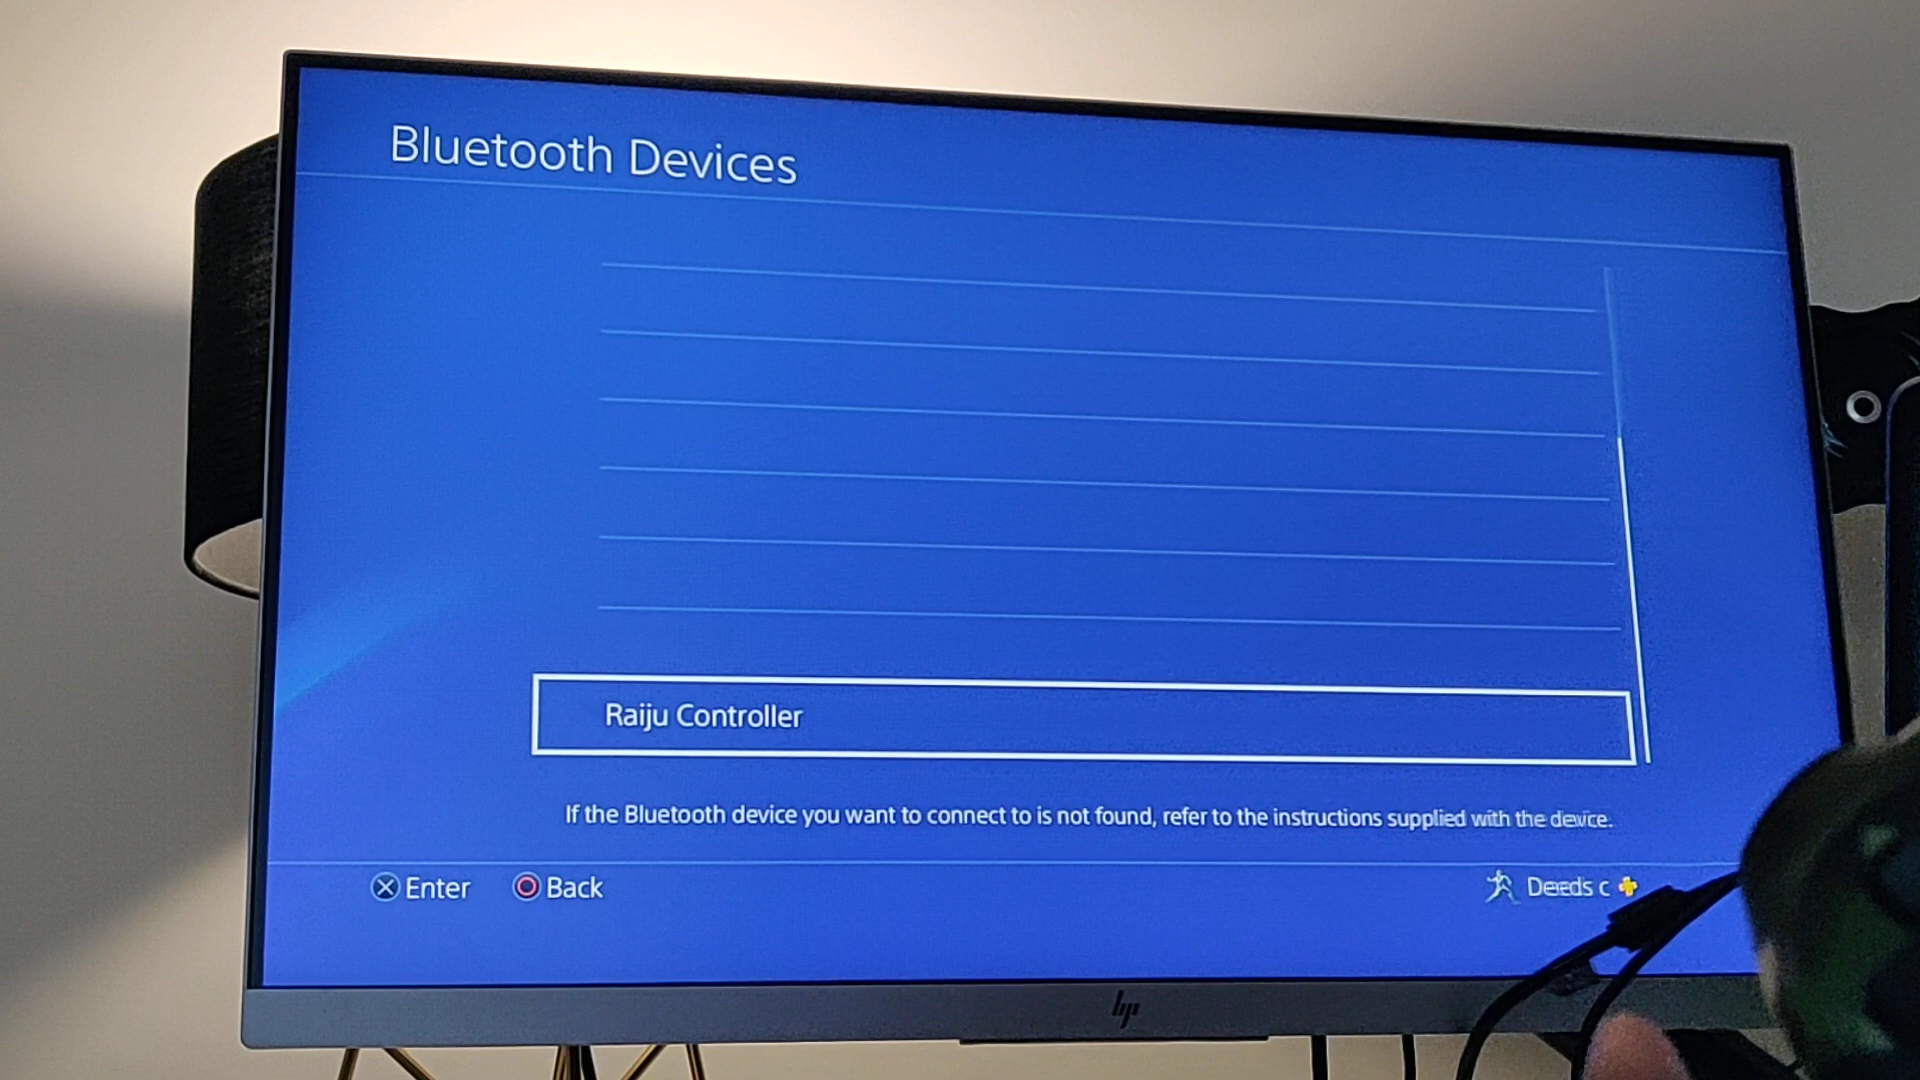 Bluetooth Devices
Raiju Controller
If the Bluetooth device you want to connect to is not found, refer to the instructions supplied with the device.
Enter Back Deeds c
hp